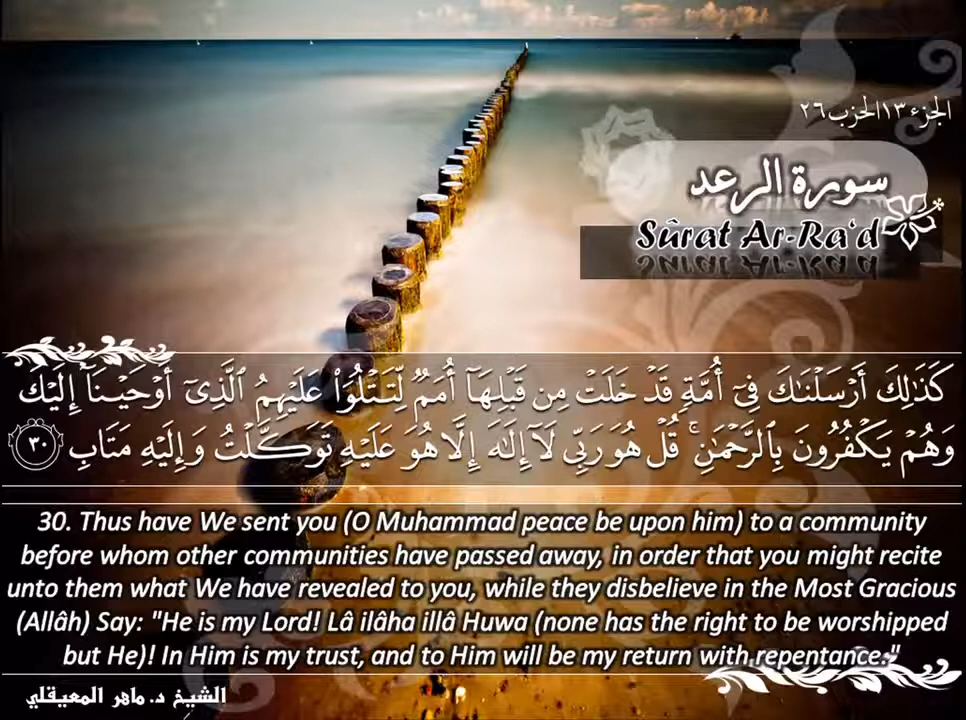 الجزء ١٣ الحزب ٢٦
سورة الرعد
Sûrat Ar-Ra'd
كَذَٰلِكَ أَرْسَلْنَـٰكَ فِىٓ أُمَّةٍ قَدْ خَلَتْ مِن قَبْلِهَآ أُمَمٌ لِّتَتْلُوَا۟ عَلَيْهِمُ ٱلَّذِىٓ أَوْحَيْنَآ إِلَيْكَ
وَهُمْ يَكْفُرُونَ بِٱلرَّحْمَـٰنِ ۚ قُلْ هُوَ رَبِّى لَآ إِلَـٰهَ إِلَّا هُوَ عَلَيْهِ تَوَكَّلْتُ وَإِلَيْهِ مَتَابِ ٣٠
30. Thus have We sent you (O Muhammad peace be upon him) to a community
before whom other communities have passed away, in order that you might recite
unto them what We have revealed to you, while they disbelieve in the Most Gracious
(Allâh) Say: "He is my Lord! Lâ ilâha illâ Huwa (none has the right to be worshipped
but He)! In Him is my trust, and to Him will be my return with repentance."
الشيخ د. ماهر المعيقلي